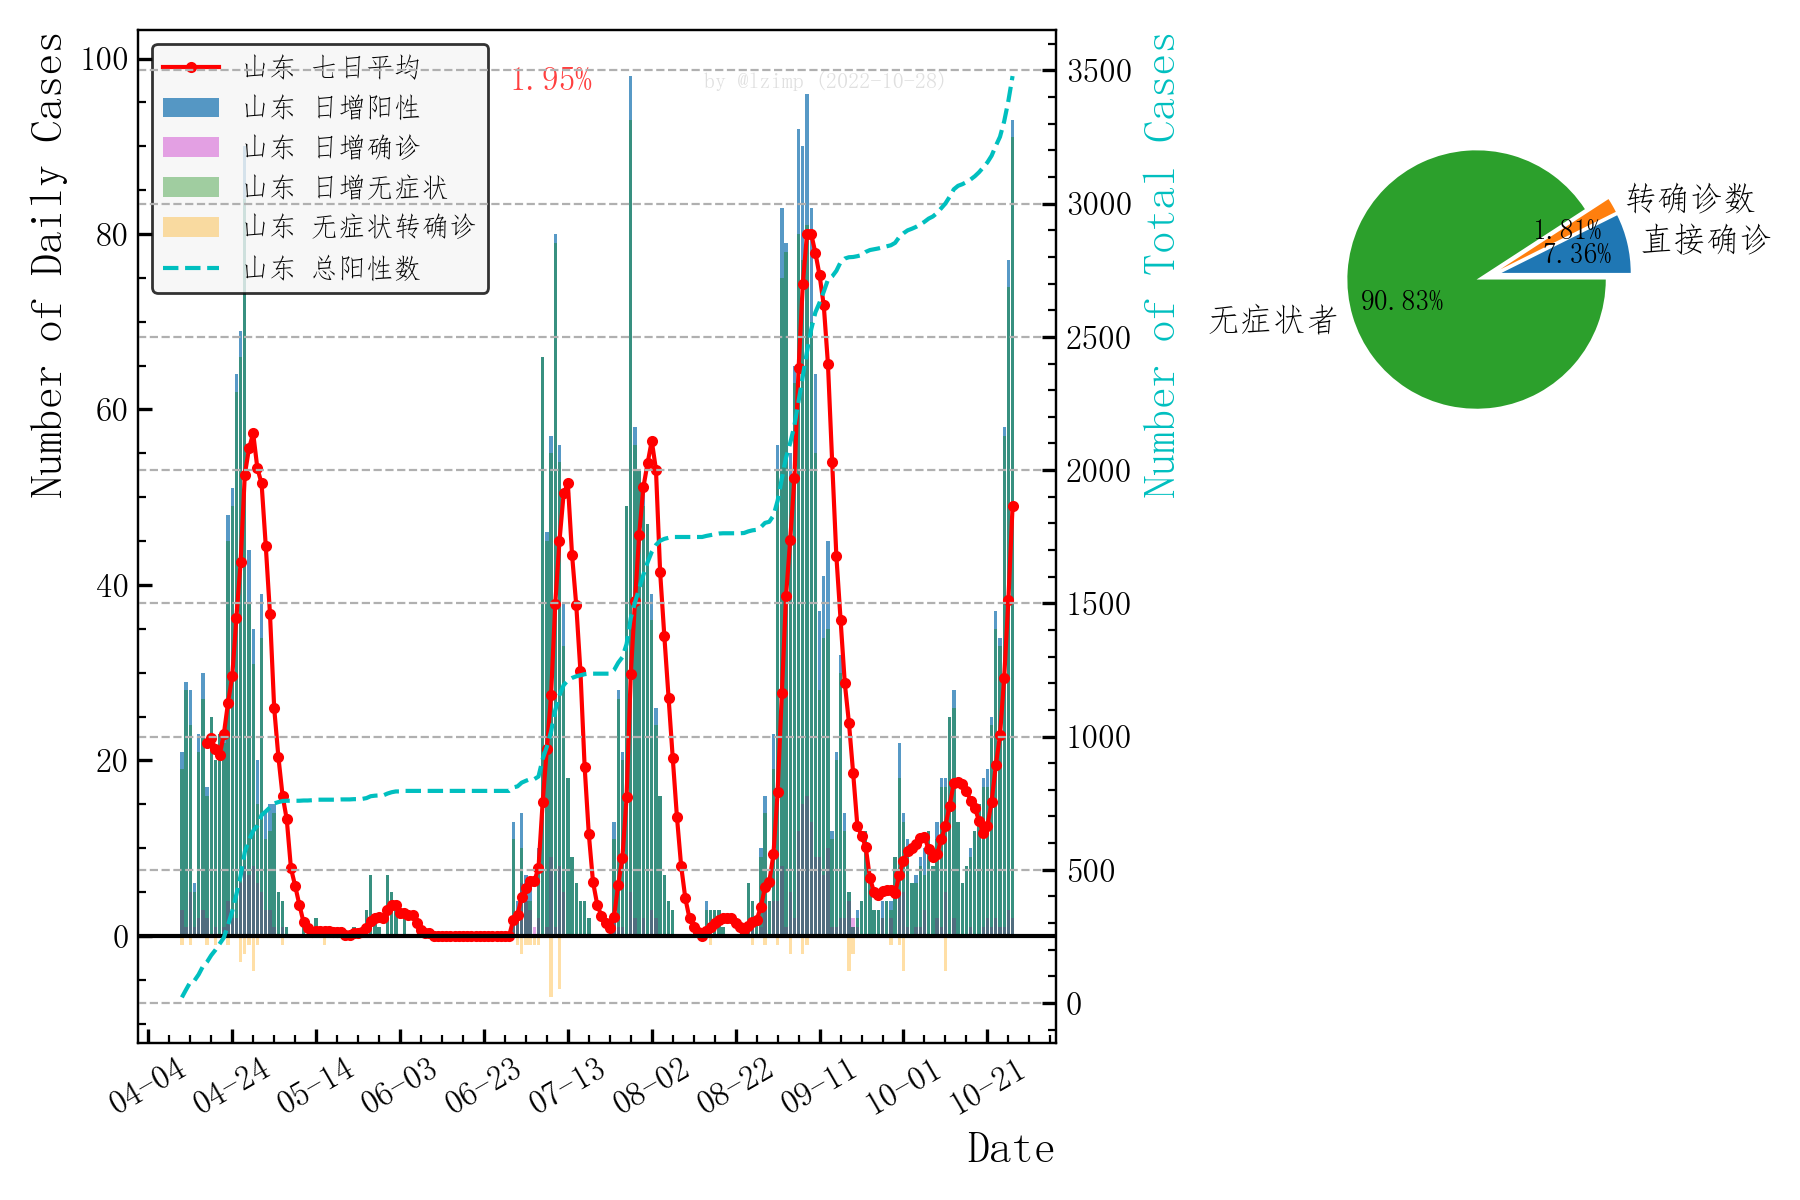 Number of Daily Cases
100
80
60
40
20
0
山东 七日平均
山东 日增阳性
山东 日增确诊
山东 日增无症状
山东 无症状转确诊
山东 总阳性数
1.95%
by @lzimp (2022-10-28)
3500
3000
2500
2000
1500
1000
500
0
Number of Total Cases
04-04
04-24
05-14
06-03
06-23
07-13
08-02
08-22
09-11
10-01
10-21
Date
转确诊数
1.81%
直接确诊
7.36%
90.83%
无症状者